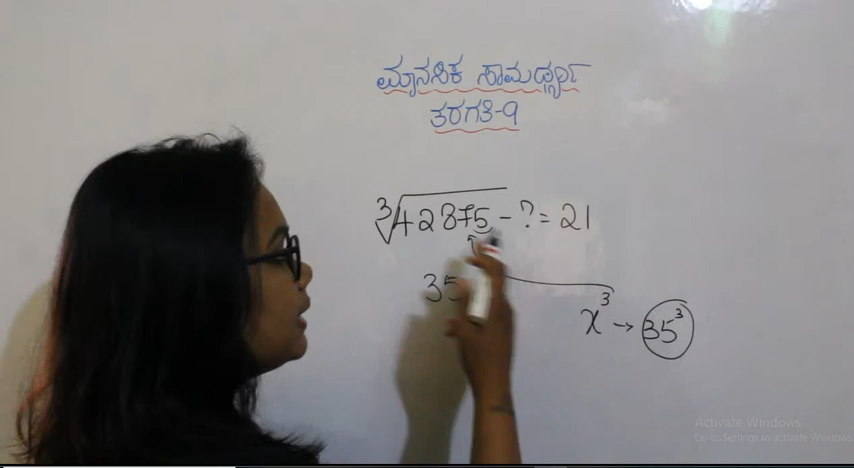 ಮಾನಸಿಕ ಸಾಮರ್ಥ್ಯ
ತರಗತಿ-9
∛42875 - ? = 21
35
x³ → 35³
Activate Windows
Go to Settings to activate Windows